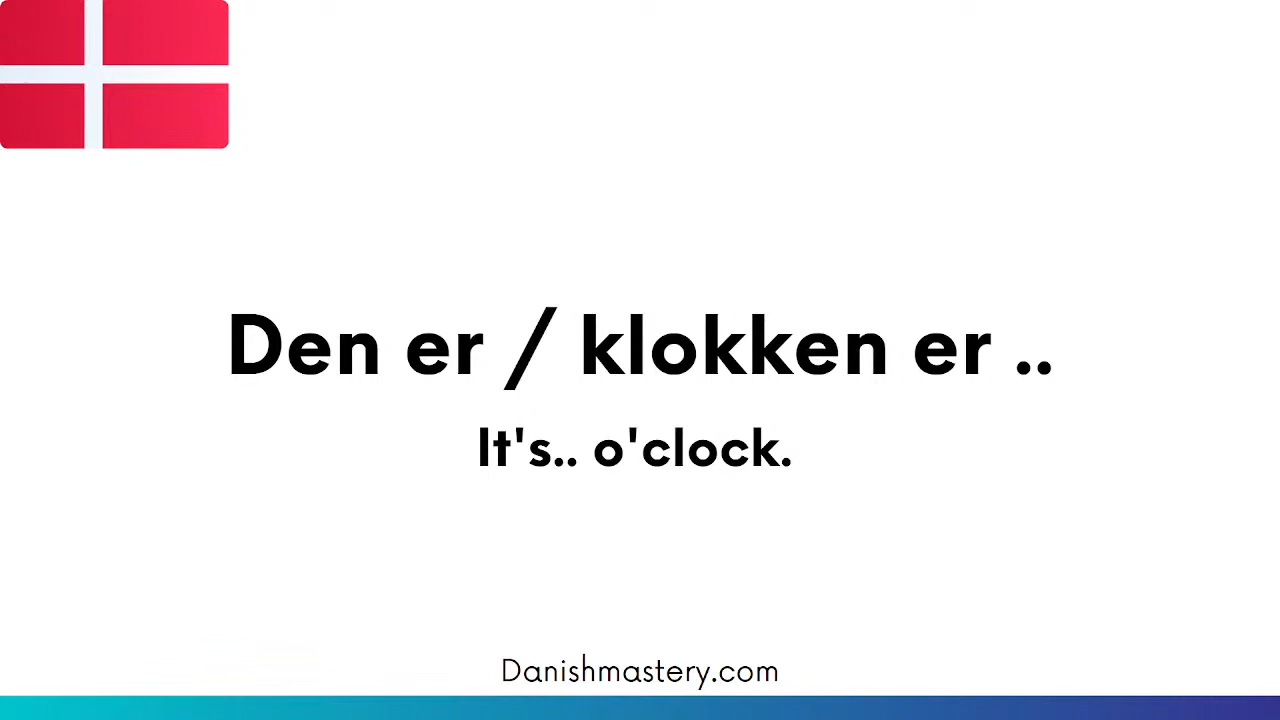 Den er / klokken er ..
It's.. o'clock.
Danishmastery.com